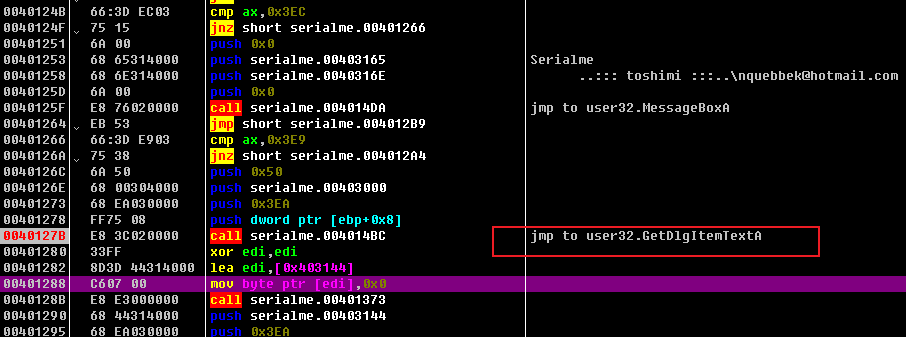 0040124B 66:3D EC03 cmp ax,0x3EC
0040124F 75 15 jnz short serialme.00401266
00401251 6A 00 push 0x0
00401253 68 65314000 push serialme.00403165 Serialme
00401258 68 6E314000 push serialme.0040316E ..::: toshimi :::..\nquebbek@hotmail.com
0040125D 6A 00 push 0x0
0040125F E8 76020000 call serialme.004014DA jmp to user32.MessageBoxA
00401264 EB 53 jmp short serialme.004012B9
00401266 66:3D E903 cmp ax,0x3E9
0040126A 75 38 jnz short serialme.004012A4
0040126C 6A 50 push 0x50
0040126E 68 00304000 push serialme.00403000
00401273 68 EA030000 push 0x3EA
00401278 FF75 08 push dword ptr [ebp+0x8]
0040127B E8 3C020000 call serialme.004014BC jmp to user32.GetDlgItemTextA
00401280 33FF xor edi,edi
00401282 8D3D 44314000 lea edi,[0x403144]
00401288 C607 00 mov byte ptr [edi],0x0
0040128B E8 E3000000 call serialme.00401373
00401290 68 44314000 push serialme.00403144
00401295 68 EA030000 push 0x3EA